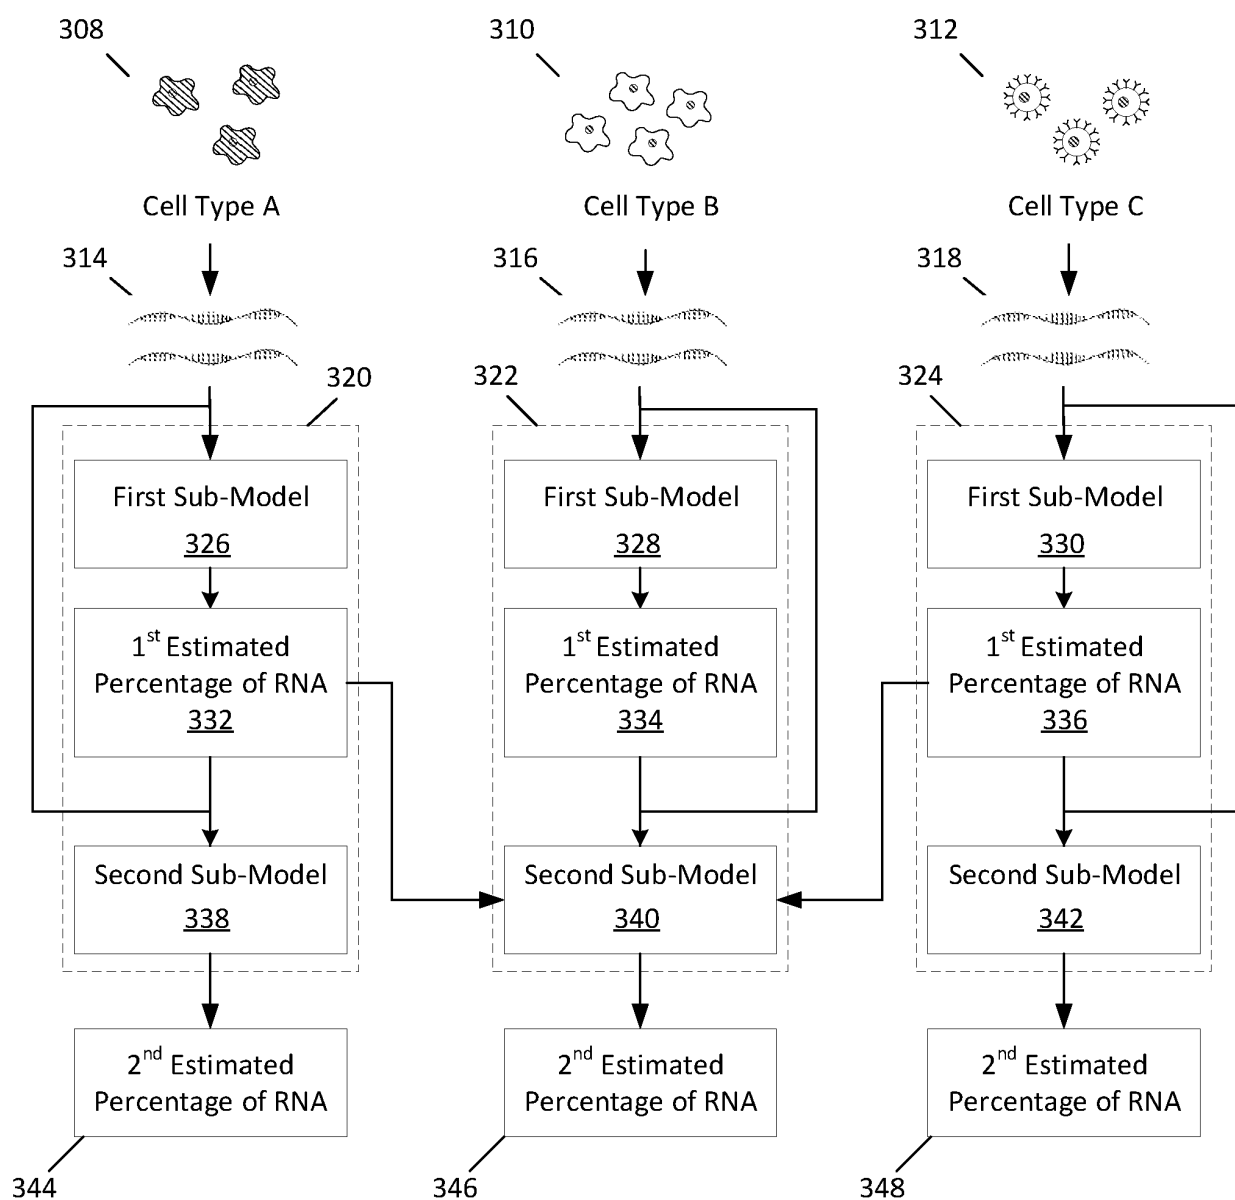 308
310
312
Cell Type A
Cell Type B
Cell Type C
314
316
318
320
322
324
First Sub-Model
326
First Sub-Model
328
First Sub-Model
330
1st Estimated
Percentage of RNA
332
1st Estimated
Percentage of RNA
334
1st Estimated
Percentage of RNA
336
Second Sub-Model
338
Second Sub-Model
340
Second Sub-Model
342
2nd Estimated
Percentage of RNA
2nd Estimated
Percentage of RNA
2nd Estimated
Percentage of RNA
344
346
348